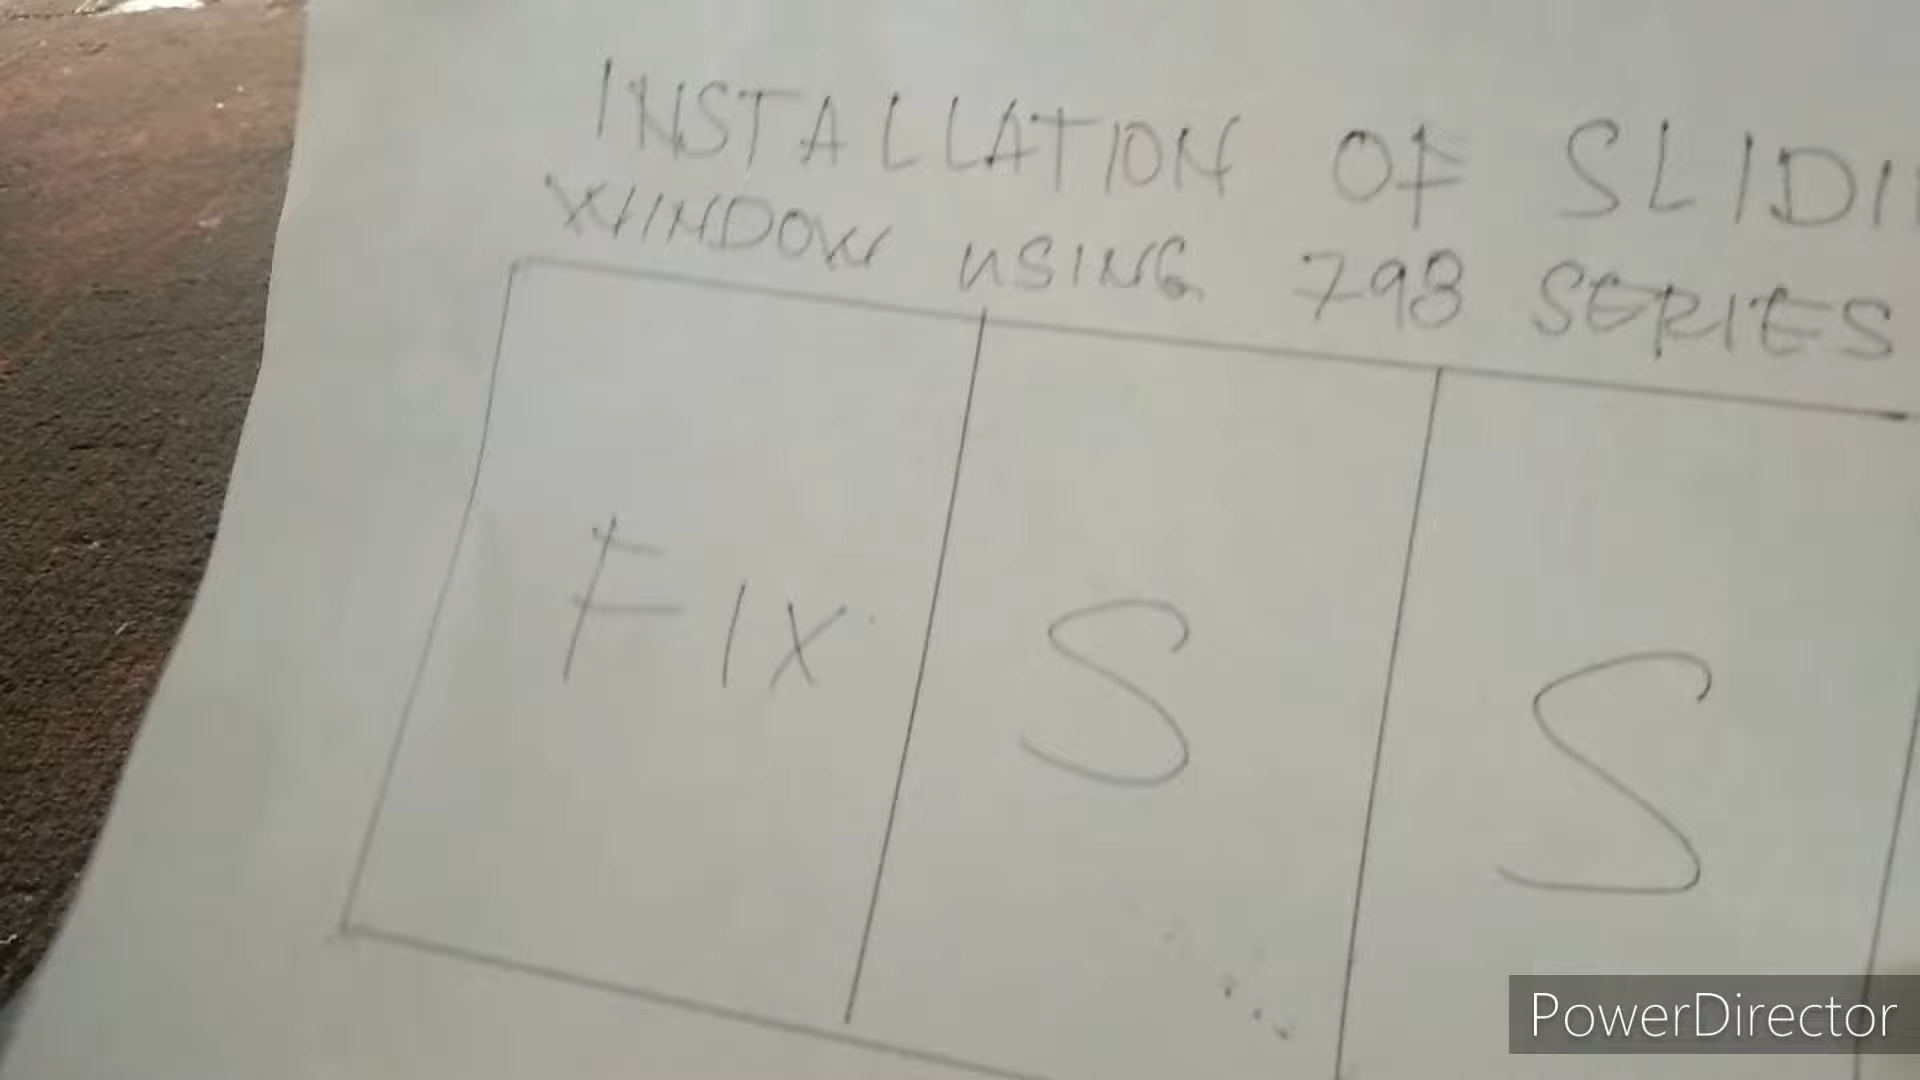 INSTALLATION OF SLIDI
WINDOW USING 798 SERIES
FIX
S
S
PowerDirector